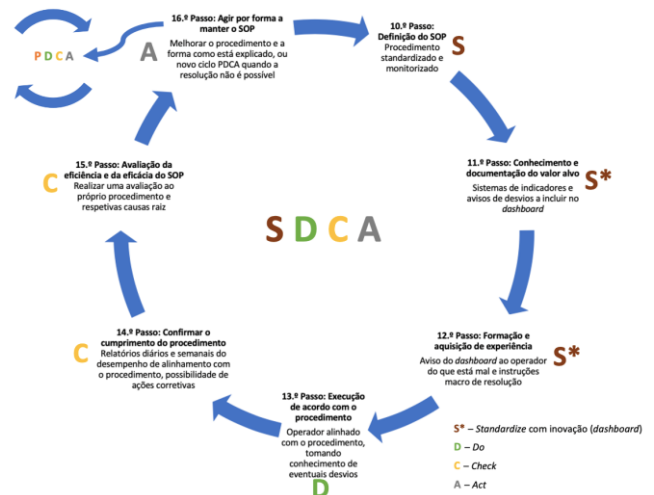 16.º Passo: Agir por forma a
manter o SOP
Melhorar o procedimento e a
forma como está explicado, ou
novo ciclo PDCA quando a
resolução não é possível
A
P D C A
10.º Passo:
Definição do SOP
Procedimento
standardizado e
monitorizado
S
11.º Passo: Conhecimento e
documentação do valor alvo
Sistemas de indicadores e
avisos de desvios a incluir no
dashboard
S*
15.º Passo: Avaliação da
eficiência e da eficácia do SOP
Realizar uma avaliação ao
próprio procedimento e
respetivas causas raiz
C
S D C A
12.º Passo: Formação e
aquisição de experiência
Aviso do dashboard ao operador
do que está mal e instruções
macro de resolução
S*
14.º Passo: Confirmar o
cumprimento do procedimento
Relatórios diários e semanais do
desempenho de alinhamento com
o procedimento, possibilidade de
ações corretivas
C
13.º Passo: Execução
de acordo com o
procedimento
Operador alinhado
com o procedimento,
tomando
conhecimento de
eventuais desvios
D
S* – Standardize com inovação (dashboard)
D – Do
C – Check
A – Act